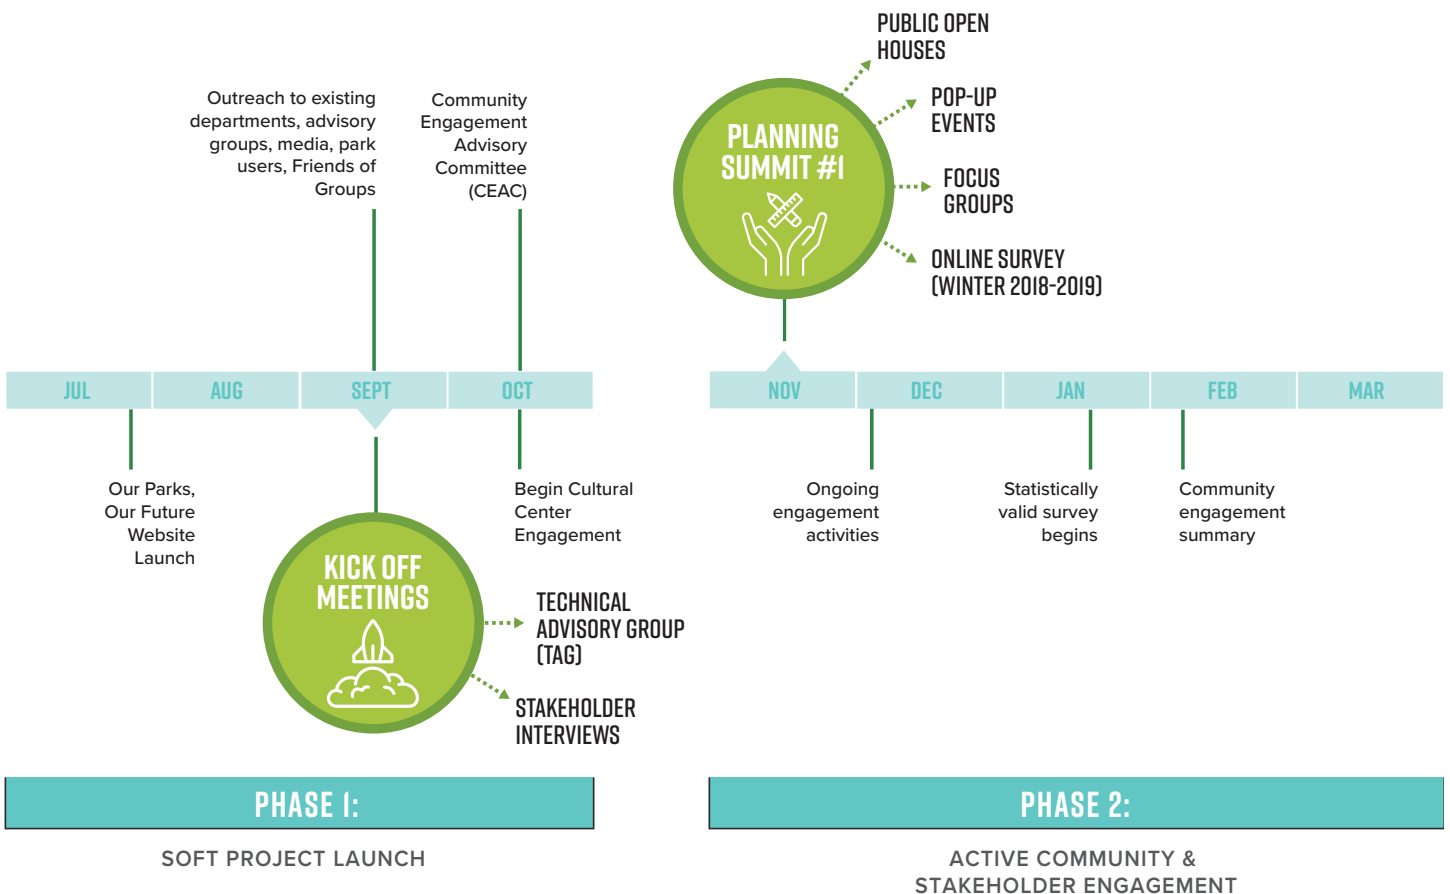 Outreach to existing
departments, advisory
groups, media, park
users, Friends of
Groups
Community
Engagement
Advisory
Committee
(CEAC)
PLANNING
SUMMIT #1
PUBLIC OPEN
HOUSES
POP-UP
EVENTS
FOCUS
GROUPS
ONLINE SURVEY
(WINTER 2018-2019)
JUL
AUG
SEPT
OCT
NOV
DEC
JAN
FEB
MAR
Our Parks,
Our Future
Website
Launch
KICK OFF
MEETINGS
TECHNICAL
ADVISORY GROUP
(TAG)
STAKEHOLDER
INTERVIEWS
Begin Cultural
Center
Engagement
Ongoing
engagement
activities
Statistically
valid survey
begins
Community
engagement
summary
PHASE 1:
SOFT PROJECT LAUNCH
PHASE 2:
ACTIVE COMMUNITY &
STAKEHOLDER ENGAGEMENT